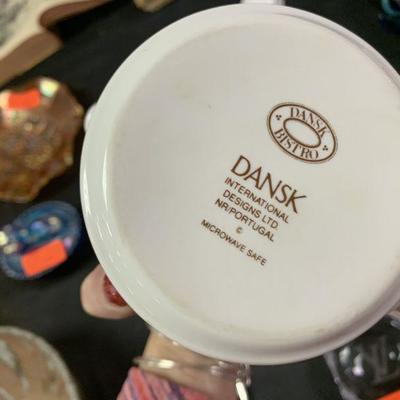 DANSK
BISTRO
DANSK
INTERNATIONAL
DESIGNS LTD.
NR/PORTUGAL
©
MICROWAVE SAFE